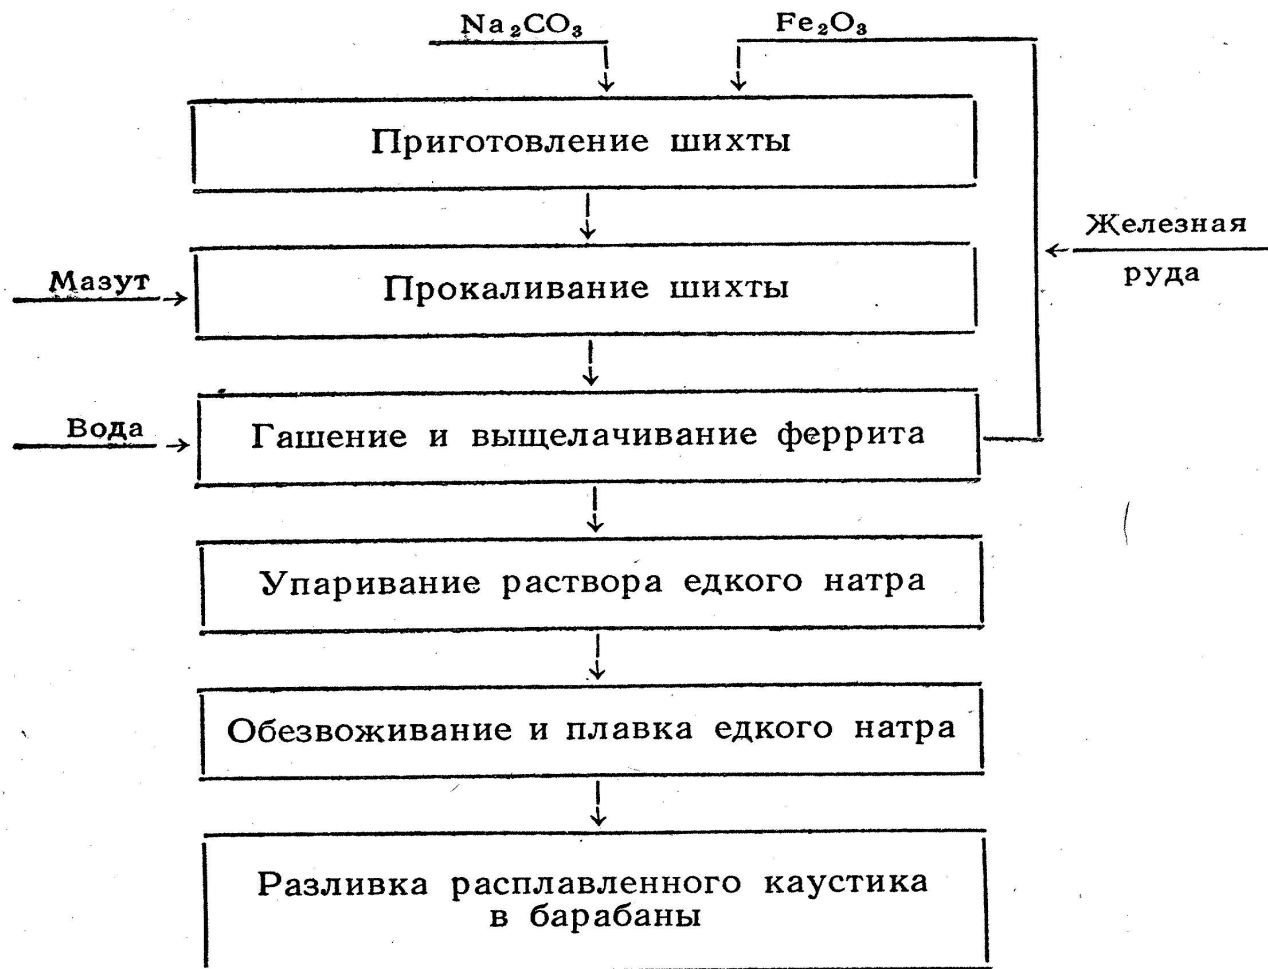 Na₂CO₃
Fe₂O₃
Приготовление шихты
Железная
руда
Мазут
Прокаливание шихты
Вода
Гашение и выщелачивание феррита
Упаривание раствора едкого натра
Обезвоживание и плавка едкого натра
Разливка расплавленного каустика
в барабаны